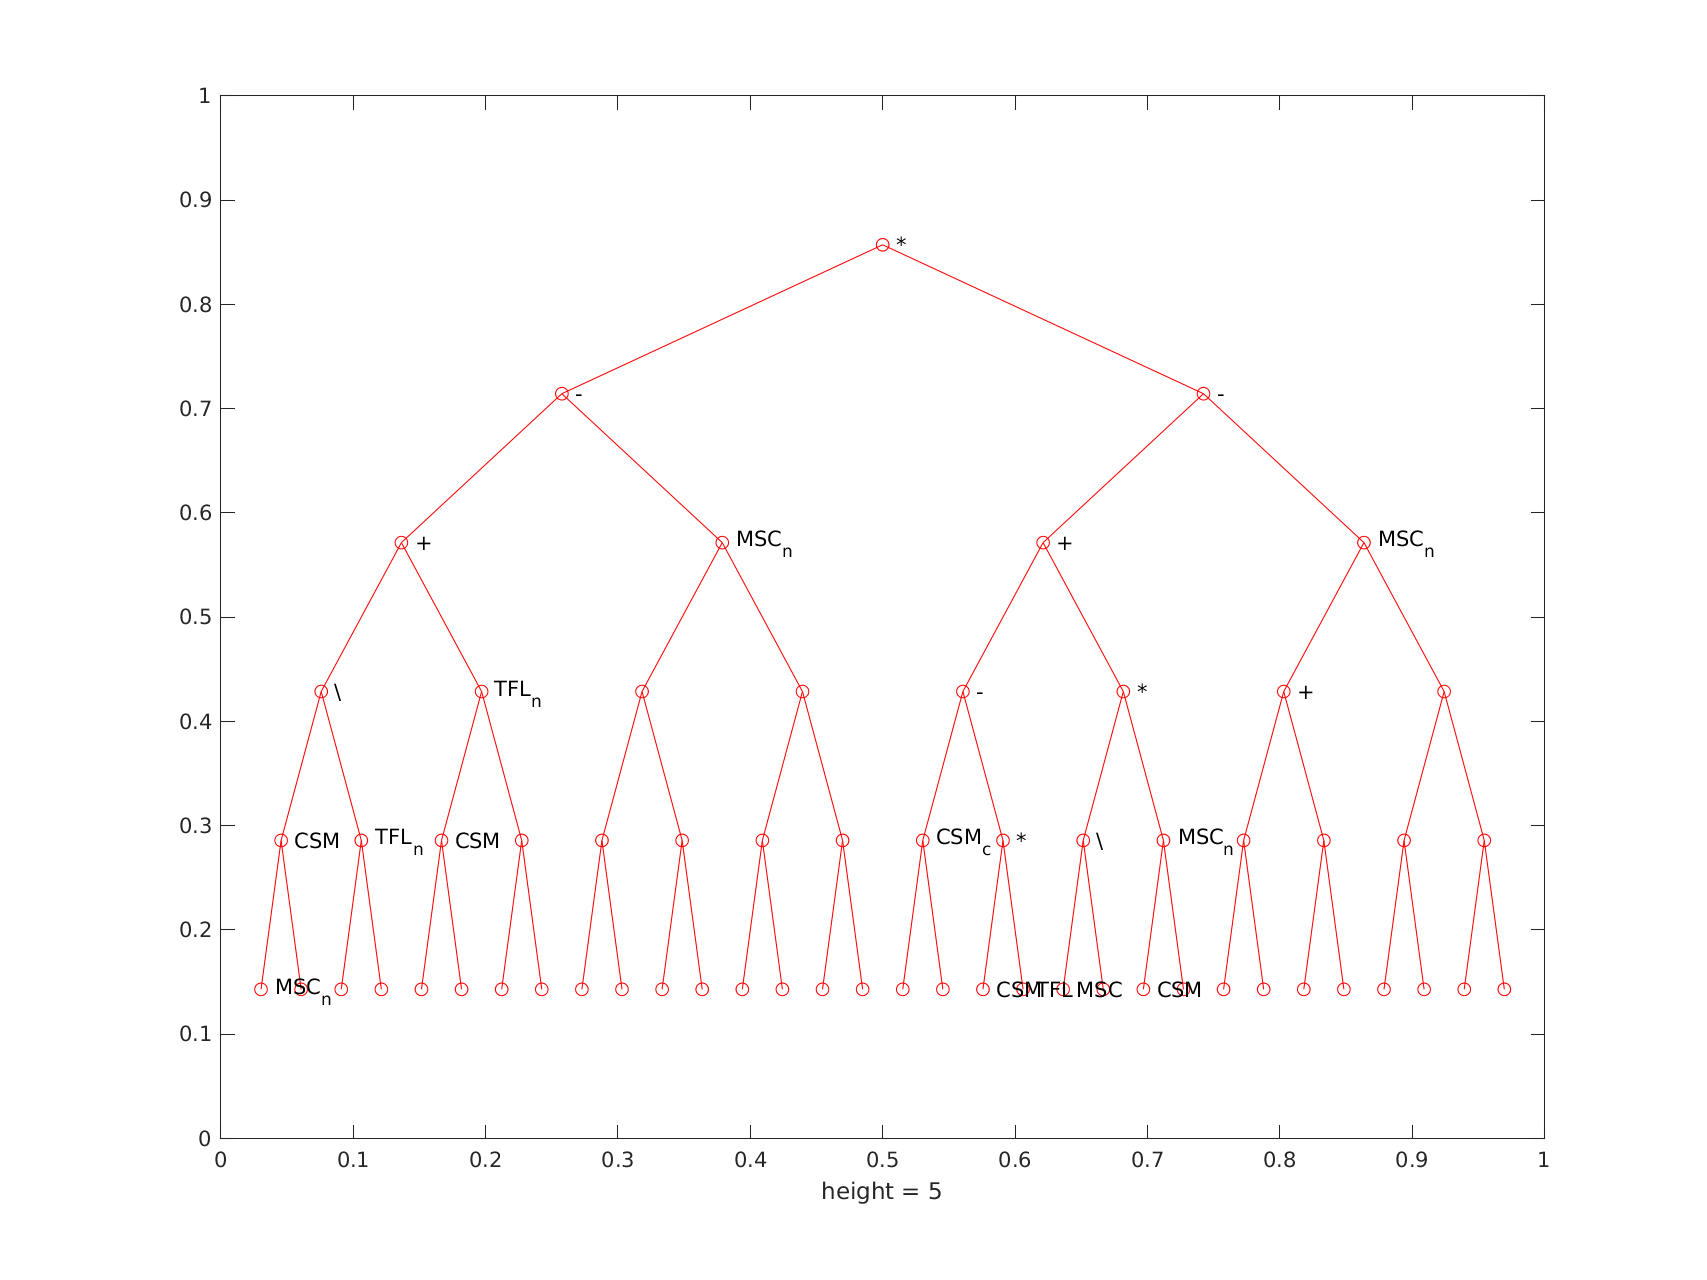 1
0.9
*
0.8
- -
0.7
0.6
+ MSCn + MSCn
0.5
\ TFLn - * +
0.4
0.3
CSM TFLn CSM CSMc * \ MSCn
0.2
MSCn CSM TFL MSC CSM
0.1
0
0 0.1 0.2 0.3 0.4 0.5 0.6 0.7 0.8 0.9 1
height = 5